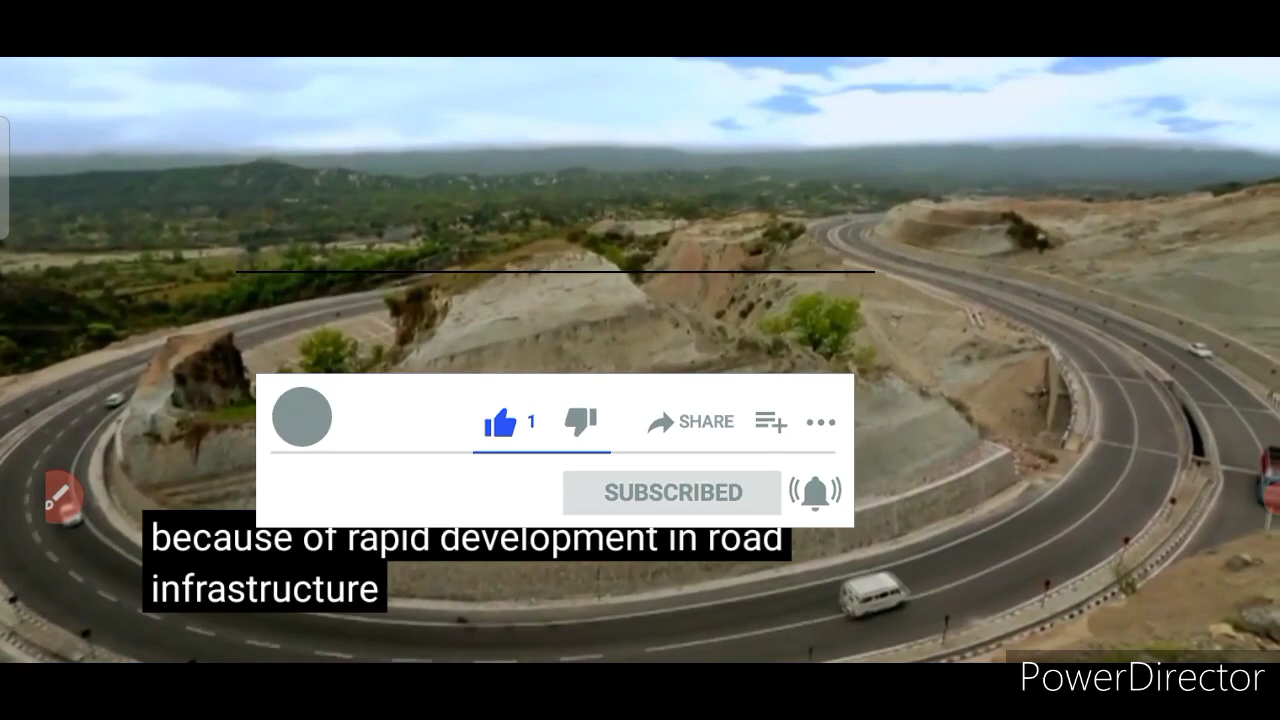 1
SHARE
SUBSCRIBED
because of rapid development in road
infrastructure
PowerDirector